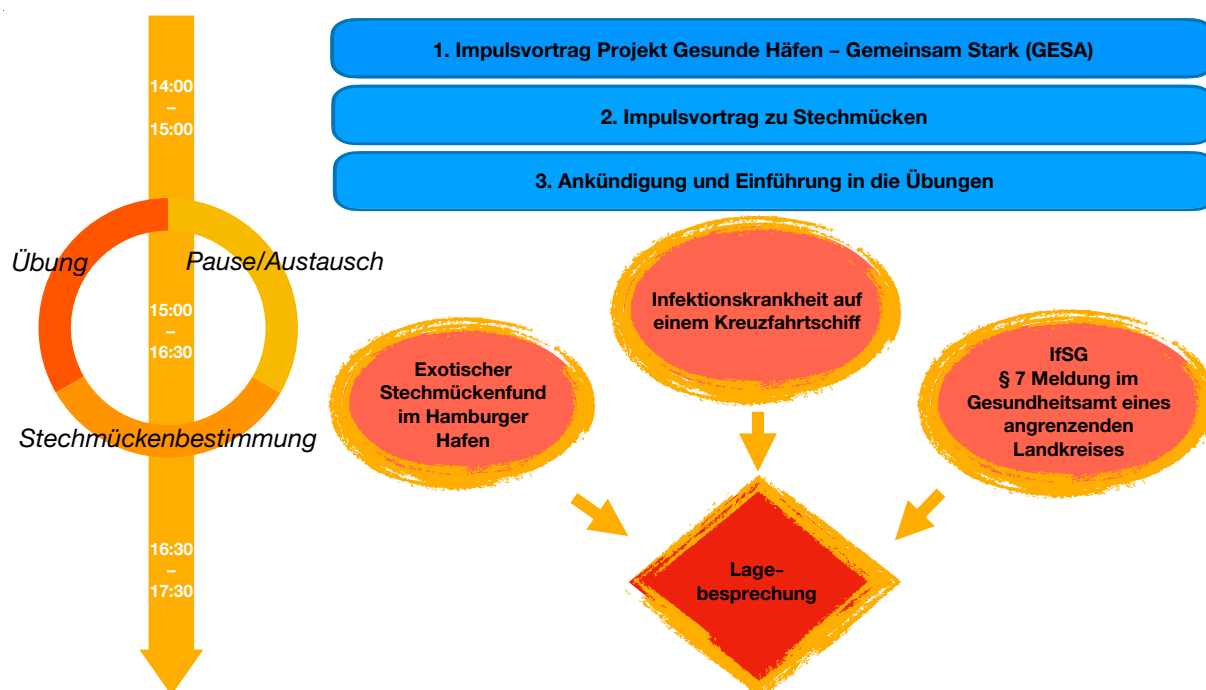 1. Impulsvortrag Projekt Gesunde Häfen – Gemeinsam Stark (GESA)
14:00
–
15:00
2. Impulsvortrag zu Stechmücken
3. Ankündigung und Einführung in die Übungen
Übung
Pause/Austausch
15:00
–
16:30
Stechmückenbestimmung
Infektionskrankheit auf
einem Kreuzfahrtschiff
Exotischer
Stechmückenfund
im Hamburger
Hafen
IfSG
§ 7 Meldung im
Gesundheitsamt eines
angrenzenden
Landkreises
16:30
–
17:30
Lage–
besprechung